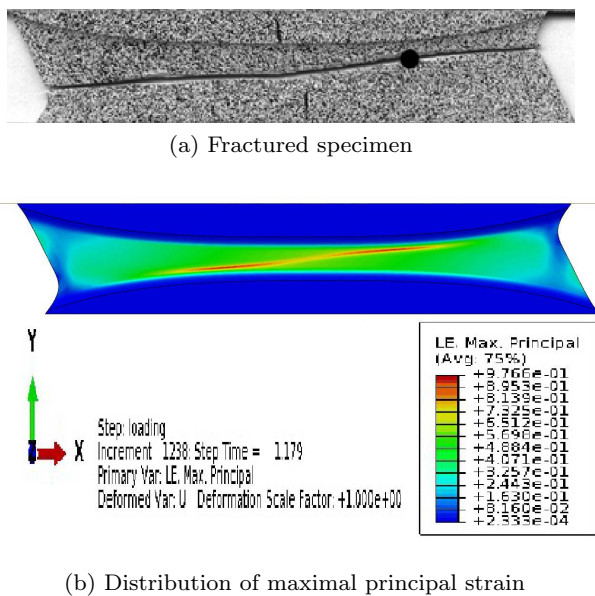 (a) Fractured specimen
Y
X
Step: loading
Increment 1238: Step Time = 1.179
Primary Var: LE. Max. Principal
Deformed Var: U Deformation Scale Factor: +1.000e+00
LE. Max. Principal
(Avg: 75%)
+9.766e-01
+8.953e-01
+8.139e-01
+7.325e-01
+6.512e-01
+5.698e-01
+4.884e-01
+4.071e-01
+3.257e-01
+2.443e-01
+1.630e-01
+8.160e-02
+2.333e-04
(b) Distribution of maximal principal strain